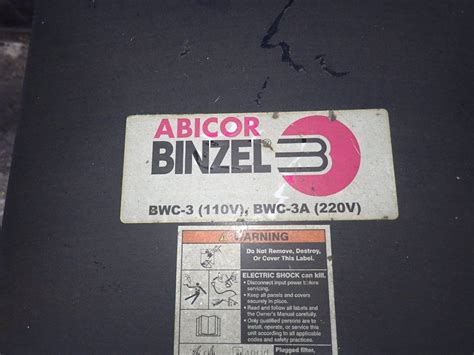 ABICOR
BINZEL®
BWC-3 (110V), BWC-3A (220V)
WARNING
Do Not Remove, Destroy,
Or Cover This Label.
ELECTRIC SHOCK can kill.
• Disconnect input power before
servicing.
• Keep all panels and covers
securely in place.
• Read and follow all labels and
the Owner's Manual carefully.
• Only qualified persons are to
install, operate, or service this
unit according to all applicable
codes and safety practices.
Plugged filter,